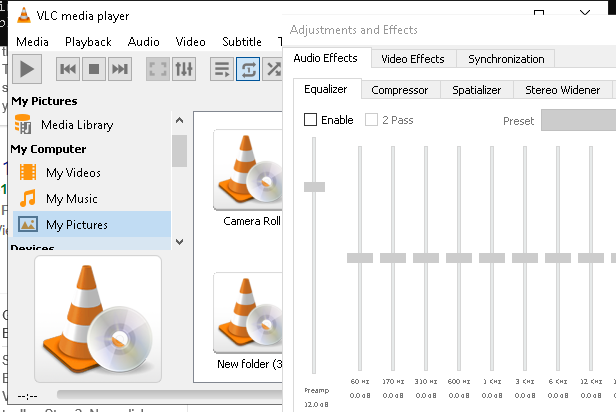 VLC media player
Media Playback Audio Video Subtitle T
My Pictures
Media Library
My Computer
My Videos
My Music
My Pictures
Devices
Camera Roll
New folder (3
--:--
Adjustments and Effects
Audio Effects Video Effects Synchronization
Equalizer Compressor Spatializer Stereo Widener
Enable 2 Pass Preset
60 Hz 170 Hz 310 Hz 600 Hz 1 KHz 3 KHz 6 KHz 12 KHz
Preamp 0.0 dB 0.0 dB 0.0 dB 0.0 dB 0.0 dB 0.0 dB 0.0 dB 0.0 dB
12.0 dB